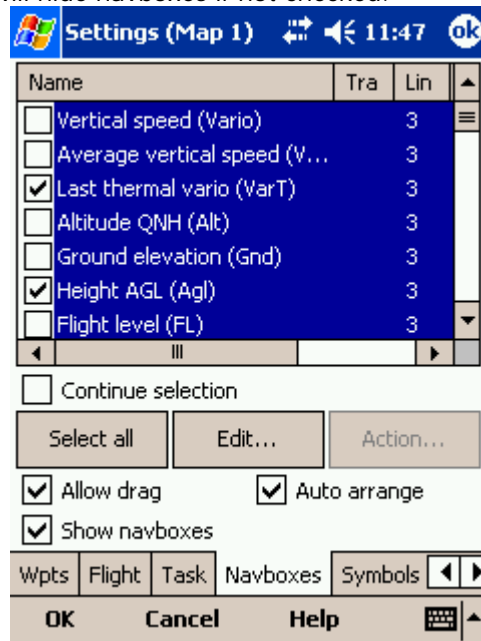 will hide navboxes if not checked.
Settings (Map 1) 11:47 ok
Name Tra Lin
Vertical speed (Vario) 3
Average vertical speed (V... 3
Last thermal vario (VarT) 3
Altitude QNH (Alt) 3
Ground elevation (Gnd) 3
Height AGL (Agl) 3
Flight level (FL) 3
Continue selection
Select all Edit... Action...
Allow drag Auto arrange
Show navboxes
Wpts Flight Task Navboxes Symbols
OK Cancel Help